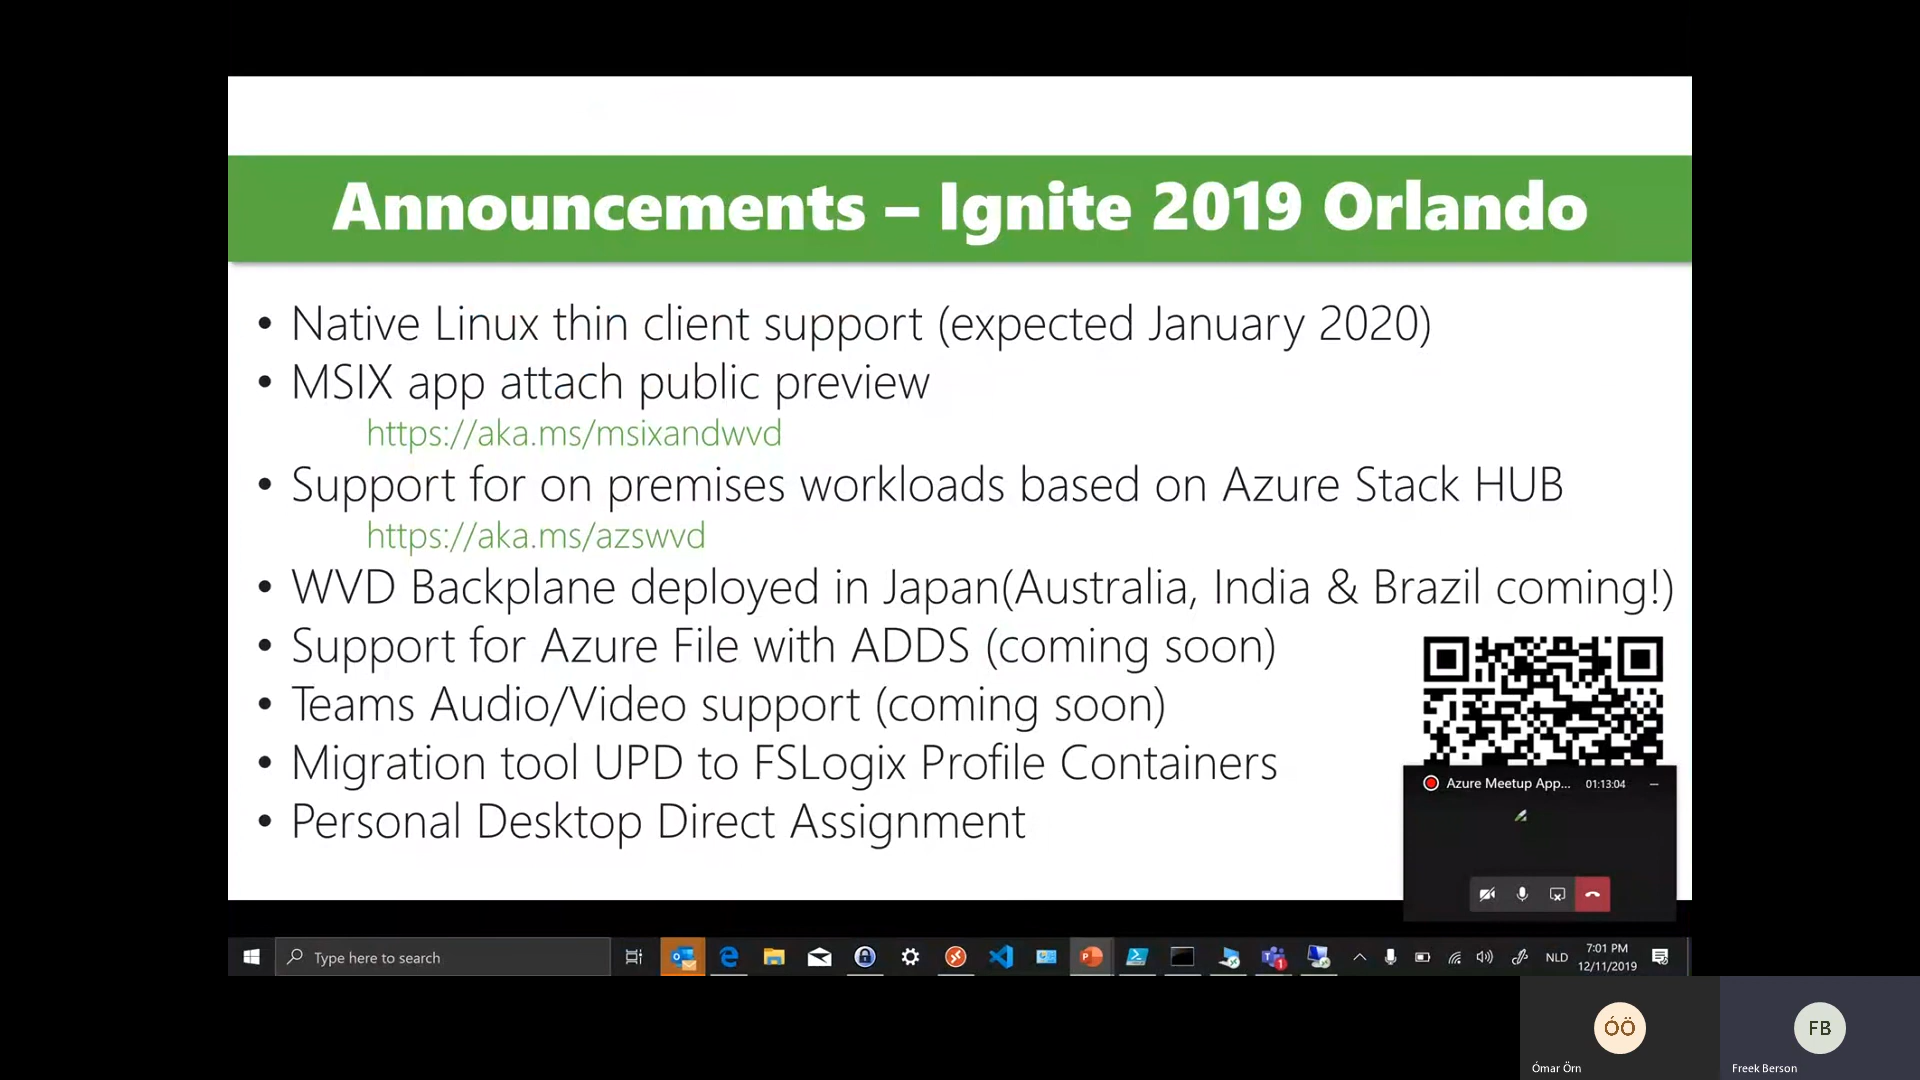 Announcements – Ignite 2019 Orlando
• Native Linux thin client support (expected January 2020)
• MSIX app attach public preview
https://aka.ms/msixandwvd
• Support for on premises workloads based on Azure Stack HUB
https://aka.ms/azswvd
• WVD Backplane deployed in Japan(Australia, India & Brazil coming!)
• Support for Azure File with ADDS (coming soon)
• Teams Audio/Video support (coming soon)
• Migration tool UPD to FSLogix Profile Containers
• Personal Desktop Direct Assignment
Azure Meetup App... 01:13:04
Type here to search
NLD
7:01 PM
12/11/2019
ÓÖ
FB
Ómar Örn
Freek Berson